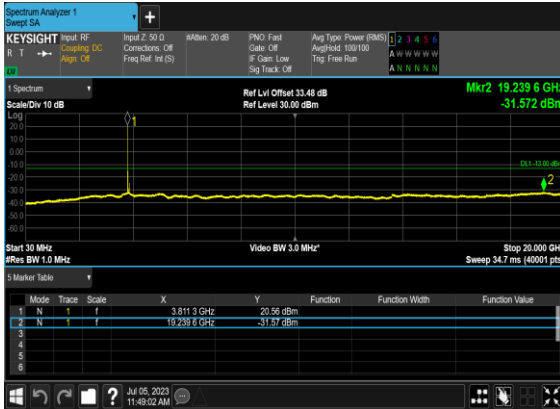 Spectrum Analyzer 1
Swept SA
+
KEYSIGHT
R T
Input: RF
Coupling: DC
Align: Off
Input Z: 50 Ω
Corrections: Off
Freq Ref: Int (S)
#Atten: 20 dB
PNO: Fast
Gate: Off
IF Gain: Low
Sig Track: Off
Avg Type: Power (RMS)
Avg|Hold: 100/100
Trig: Free Run
1 2 3 4 5 6
A W W W W W
A N N N N N
1 Spectrum
Scale/Div 10 dB
Ref Lvl Offset 33.48 dB
Ref Level 30.00 dBm
Mkr2 19.239 6 GHz
-31.572 dBm
Log
20.0
10.0
0.00
-10.0
-20.0
-30.0
-40.0
-50.0
-60.0
1
DL1 -13.00 dBm
2
Start 30 MHz
#Res BW 1.0 MHz
Video BW 3.0 MHz*
Stop 20.000 GHz
Sweep 34.7 ms (40001 pts)
5 Marker Table
Mode Trace Scale X Y Function Function Width Function Value
1 N 1 f 3.811 3 GHz 20.56 dBm
2 N 1 f 19.239 6 GHz -31.57 dBm
3
4
5
6
?
Jul 05, 2023
11:49:02 AM